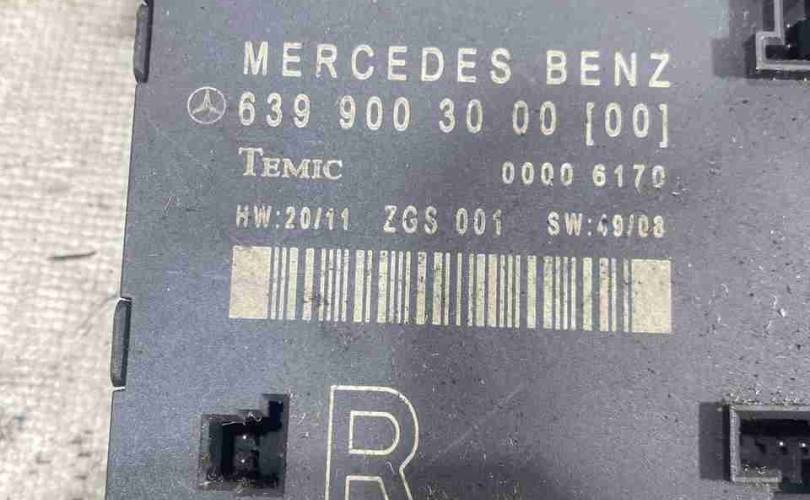 MERCEDES BENZ
639 900 30 00 [00]
TEMIC 0000 6170
HW:20/11 ZGS 001 SW:49/08
R